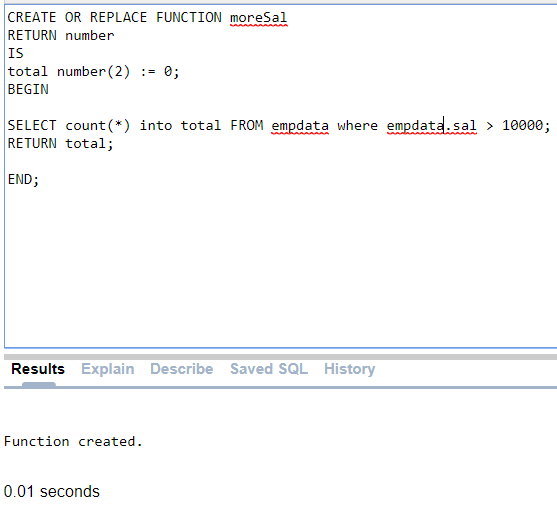 CREATE OR REPLACE FUNCTION moreSal
RETURN number
IS
total number(2) := 0;
BEGIN
SELECT count(*) into total FROM empdata where empdata.sal > 10000;
RETURN total;
END;
Results Explain Describe Saved SQL History
Function created.
0.01 seconds